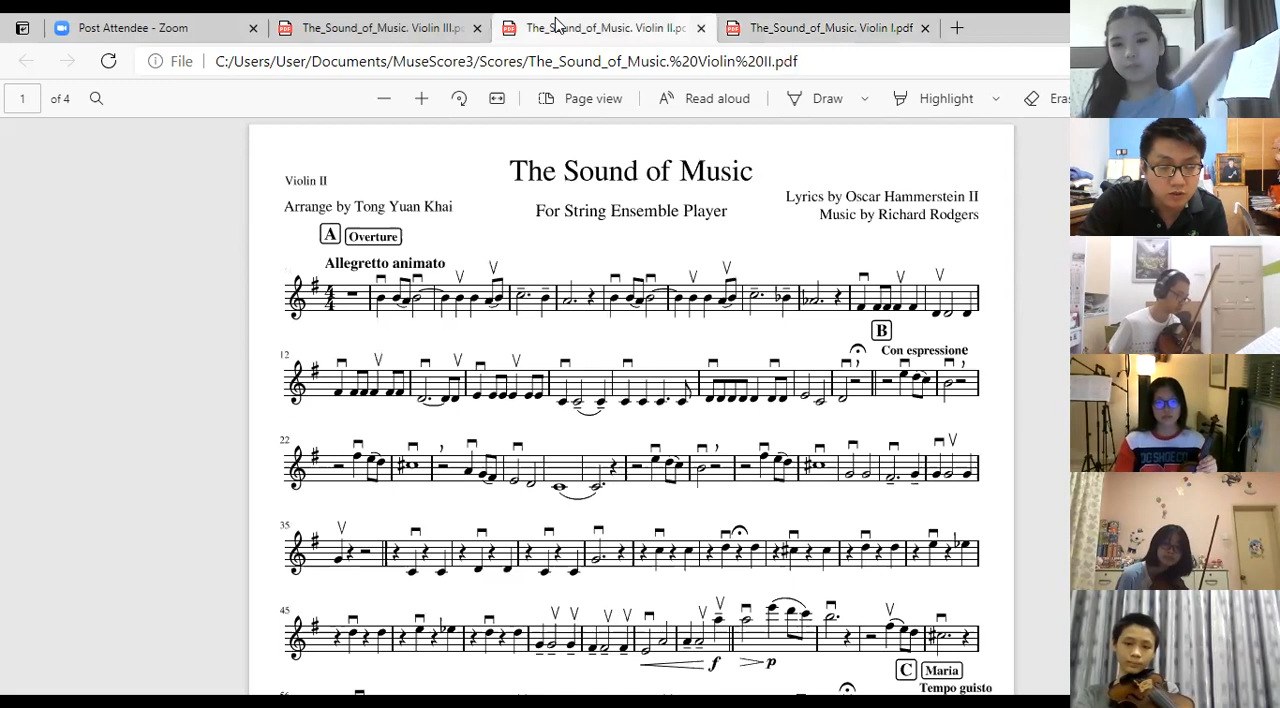 Post Attendee - Zoom
The_Sound_of_Music. Violin III.p
The_Sound_of_Music. Violin II.pc
The_Sound_of_Music. Violin I.pdf
File
C:/Users/User/Documents/MuseScore3/Scores/The_Sound_of_Music.%20Violin%20II.pdf
1 of 4
Page view
Read aloud
Draw
Highlight
Eras
The Sound of Music
Violin II
Lyrics by Oscar Hammerstein II
Arrange by Tong Yuan Khai
For String Ensemble Player
Music by Richard Rodgers
A Overture
Allegretto animato
B
Con espressione
12
22
35
45
f
p
C Maria
Tempo guisto